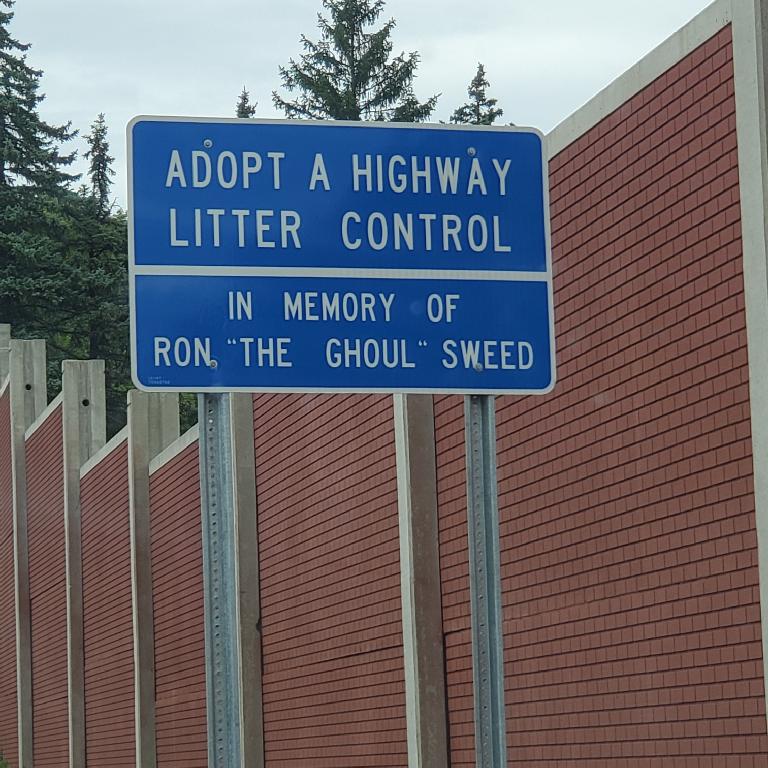 ADOPT A HIGHWAY
LITTER CONTROL
IN MEMORY OF
RON "THE GHOUL" SWEED